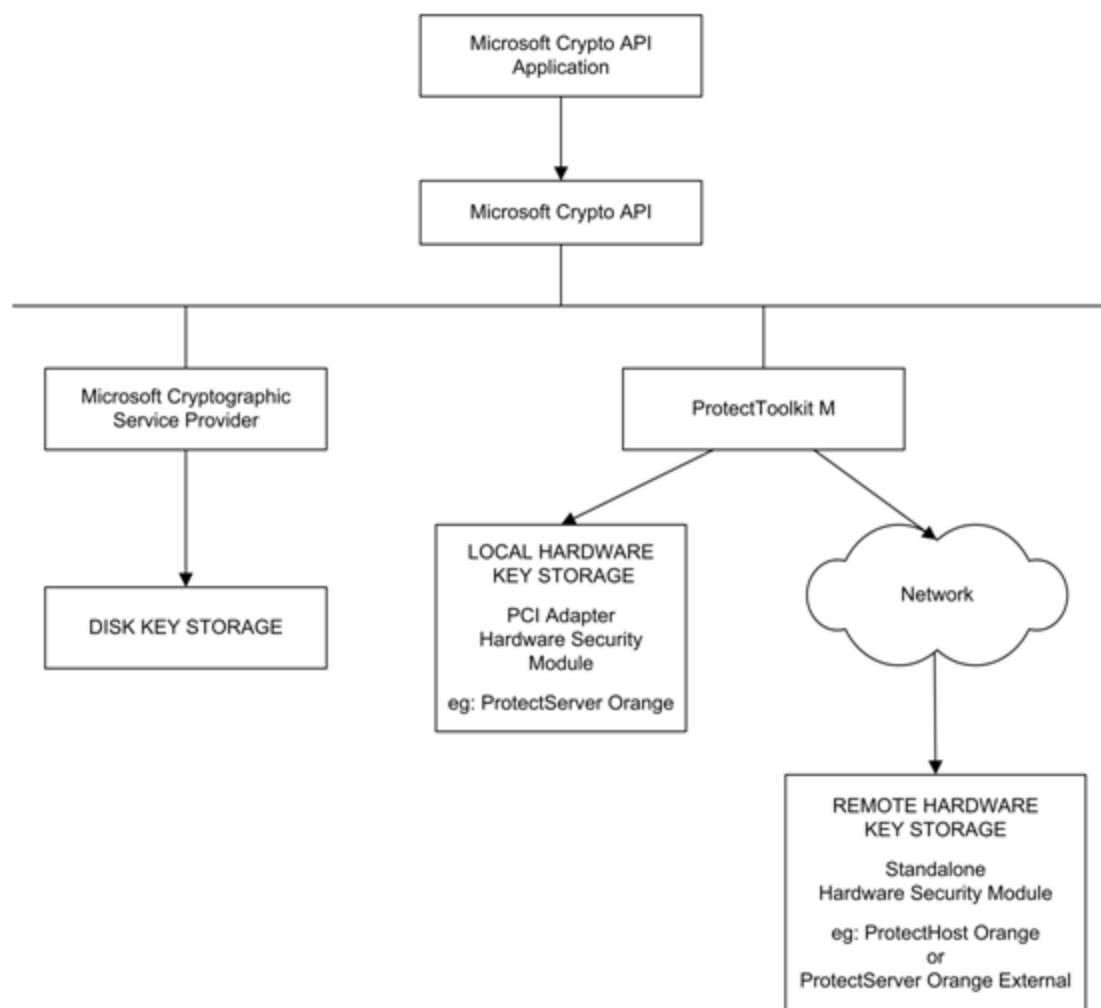 Microsoft Crypto API
Application
Microsoft Crypto API
Microsoft Cryptographic
Service Provider
ProtectToolkit M
DISK KEY STORAGE
LOCAL HARDWARE
KEY STORAGE
PCI Adapter
Hardware Security
Module
eg: ProtectServer Orange
Network
REMOTE HARDWARE
KEY STORAGE
Standalone
Hardware Security Module
eg: ProtectHost Orange
or
ProtectServer Orange External